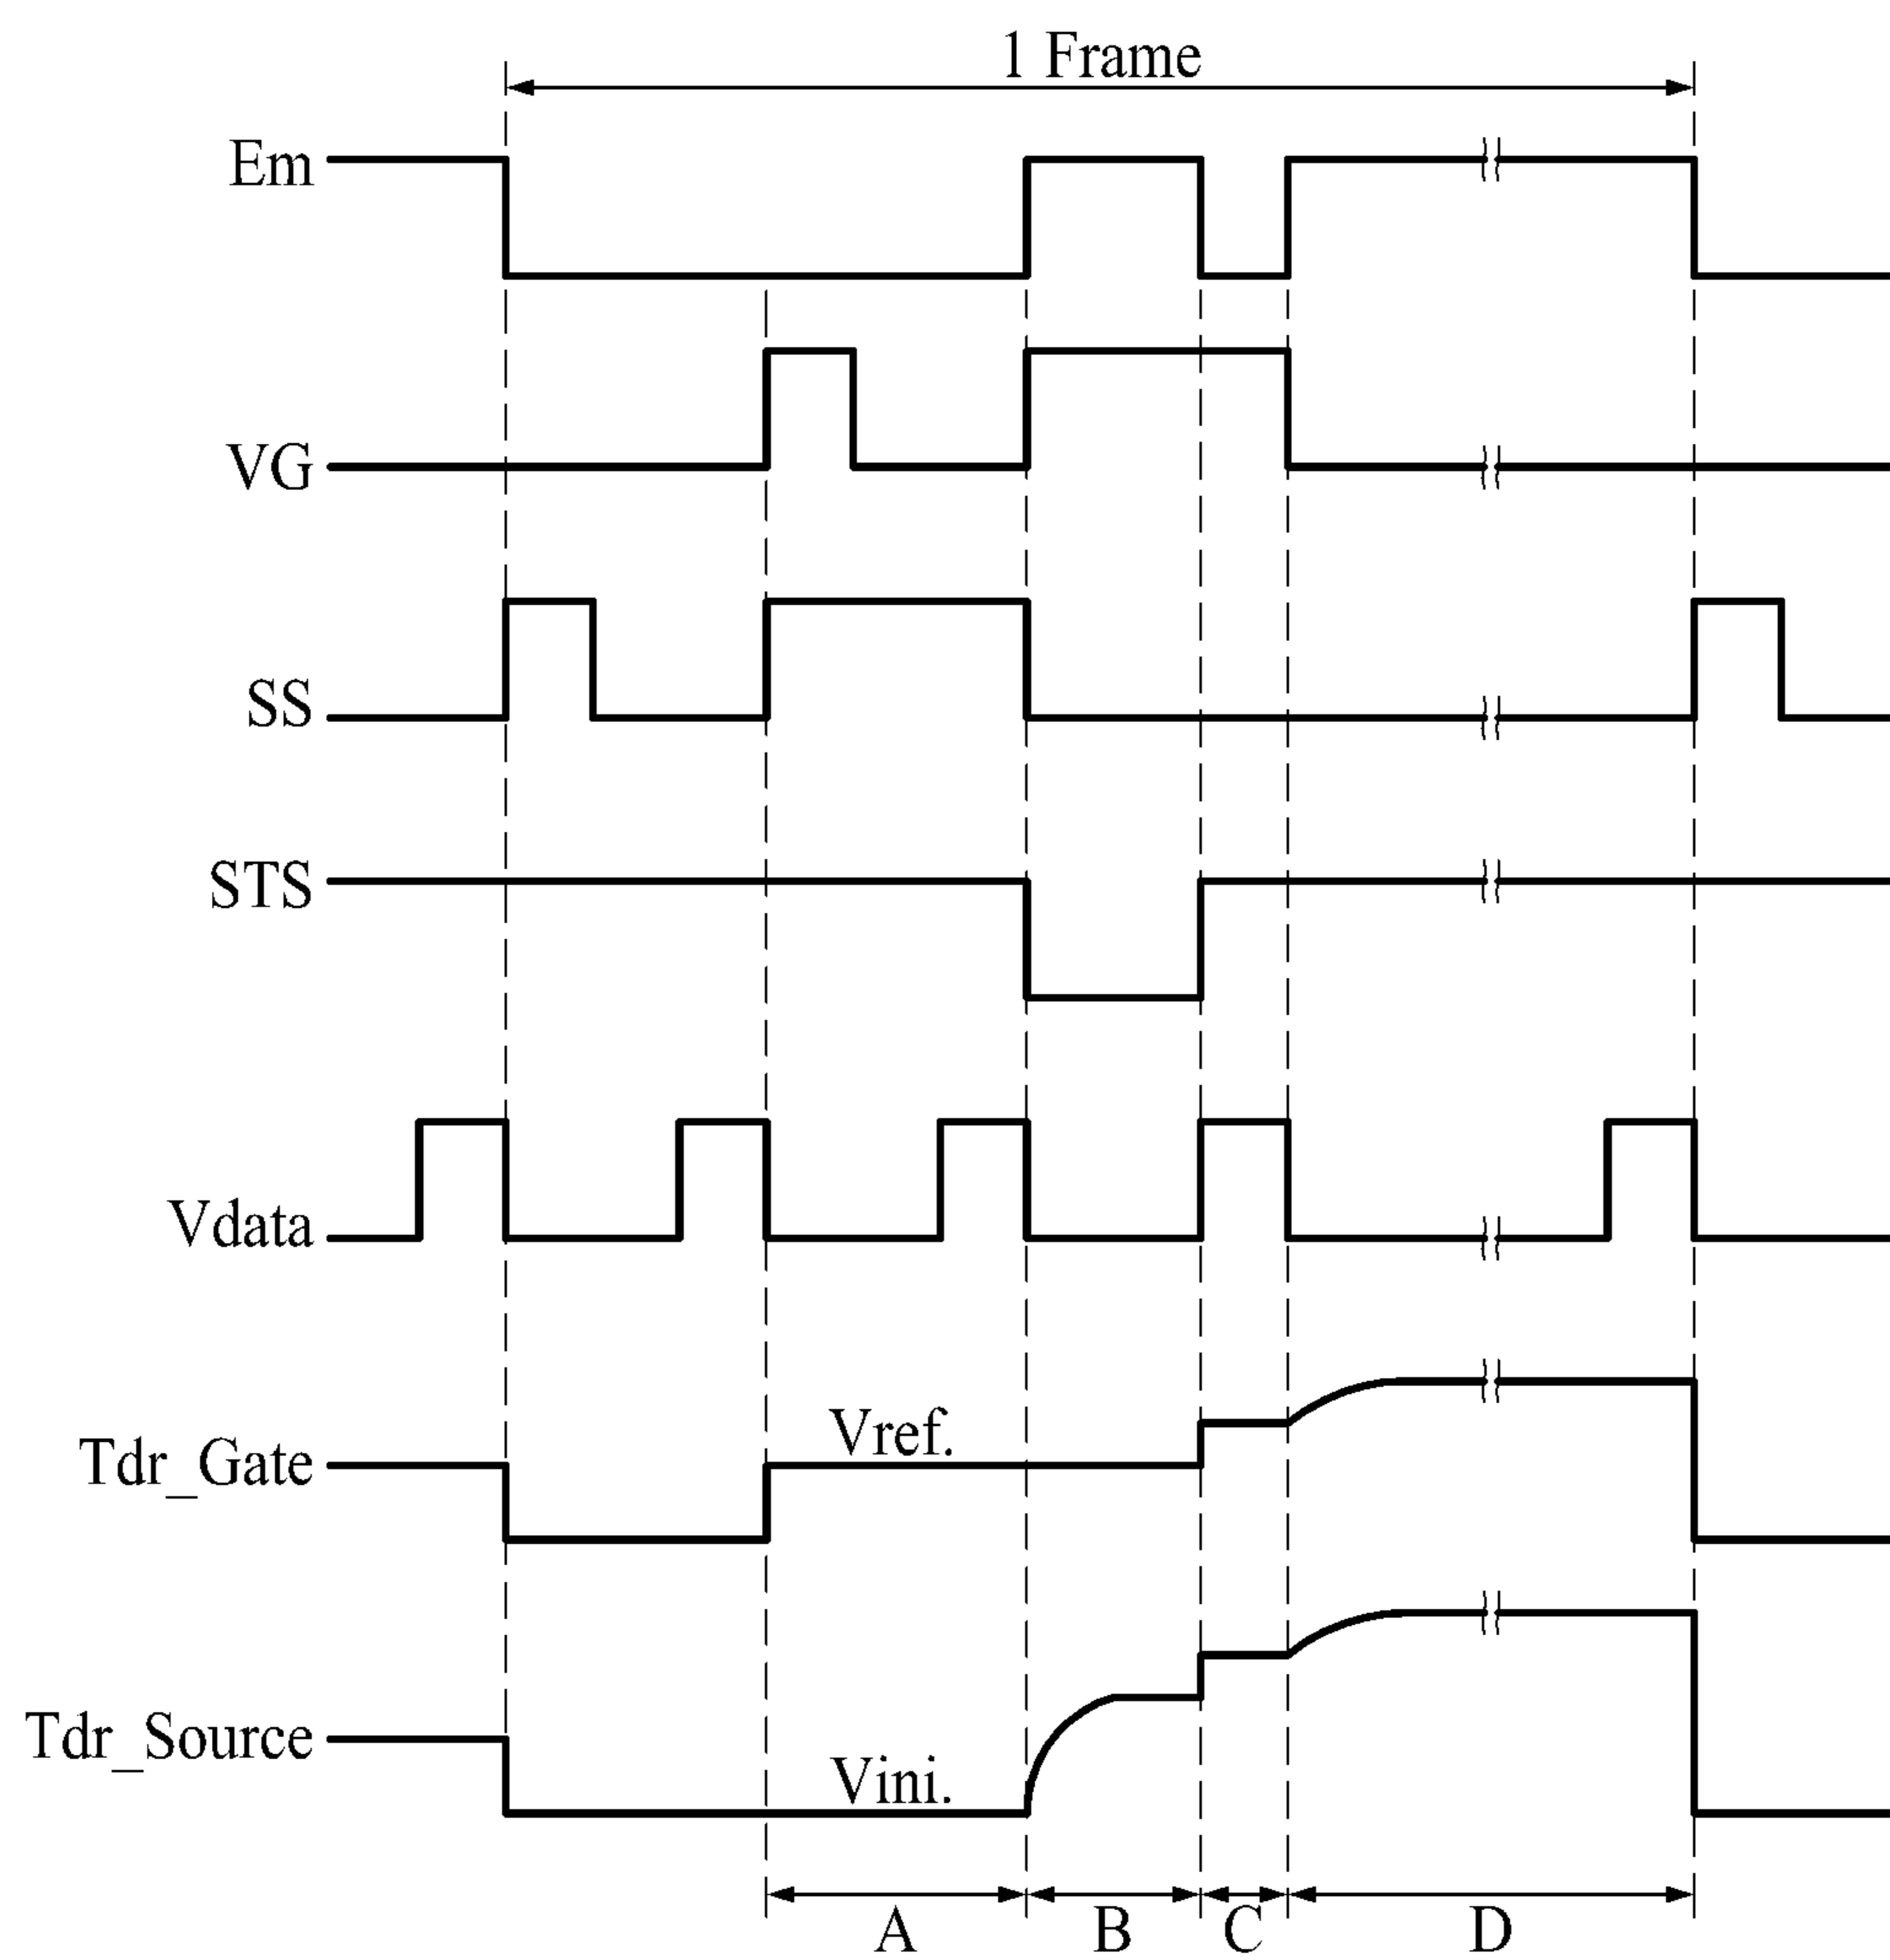 1 Frame
Em
VG
SS
STS
Vdata
Vref.
Tdr_Gate
Tdr_Source
Vini.
A B C D